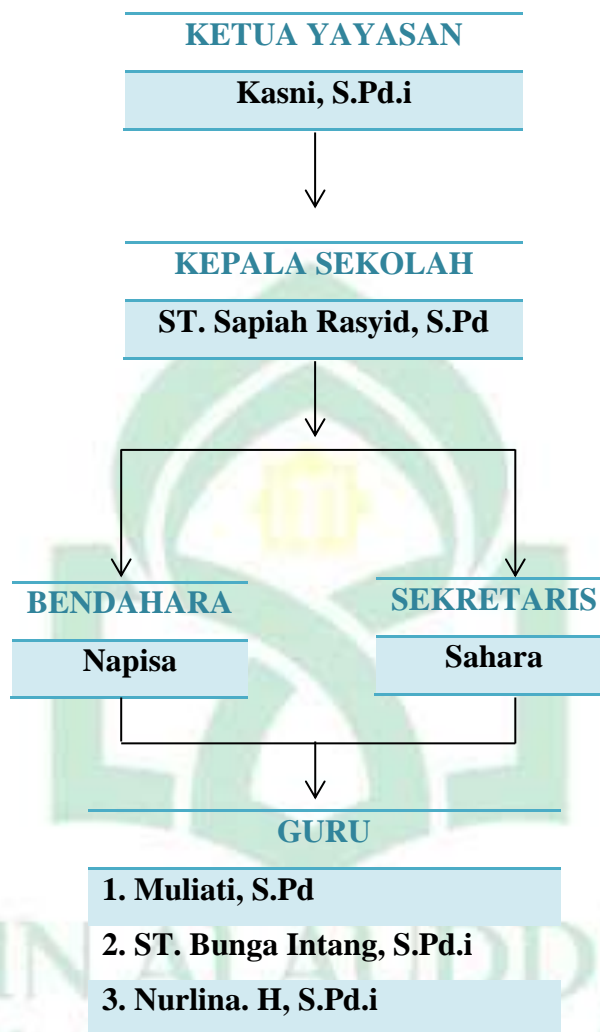 KETUA YAYASAN
Kasni, S.Pd.i
KEPALA SEKOLAH
ST. Sapiah Rasyid, S.Pd
BENDAHARA
Napisa
SEKRETARIS
Sahara
GURU
1. Muliati, S.Pd
2. ST. Bunga Intang, S.Pd.i
3. Nurlina. H, S.Pd.i